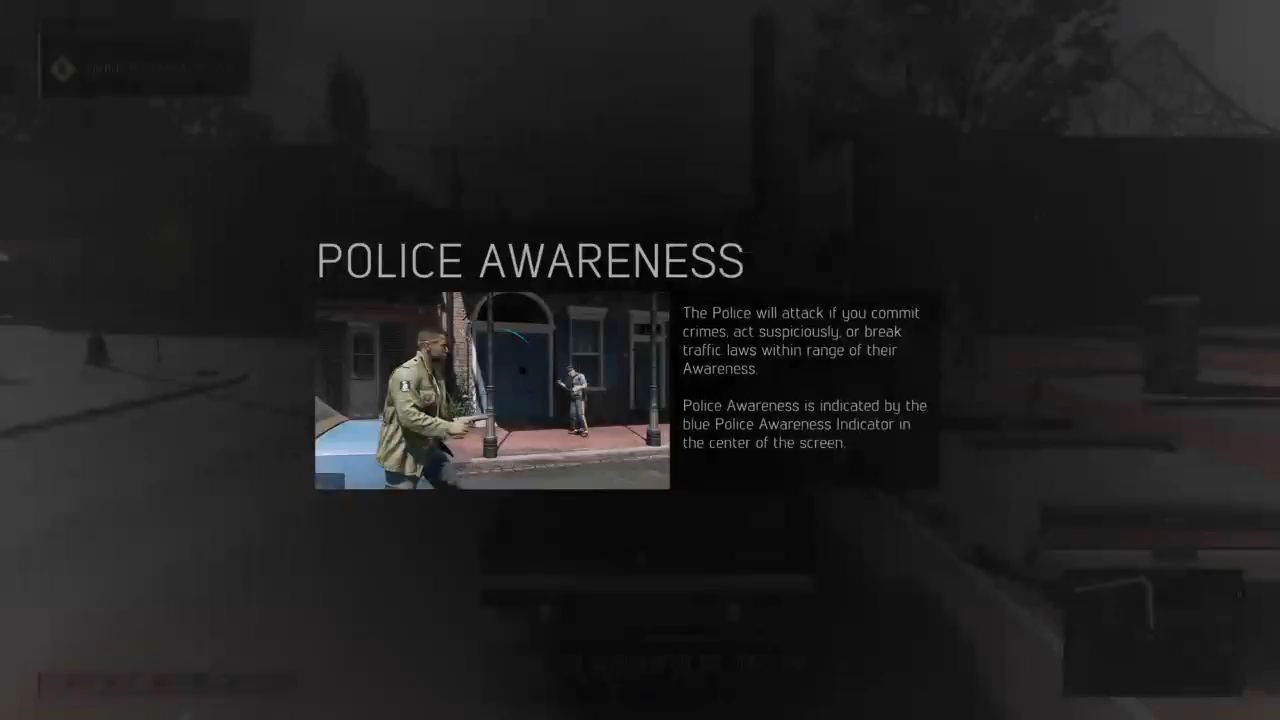 POLICE AWARENESS
The Police will attack if you commit
crimes, act suspiciously, or break
traffic laws within range of their
Awareness.
Police Awareness is indicated by the
blue Police Awareness Indicator in
the center of the screen.